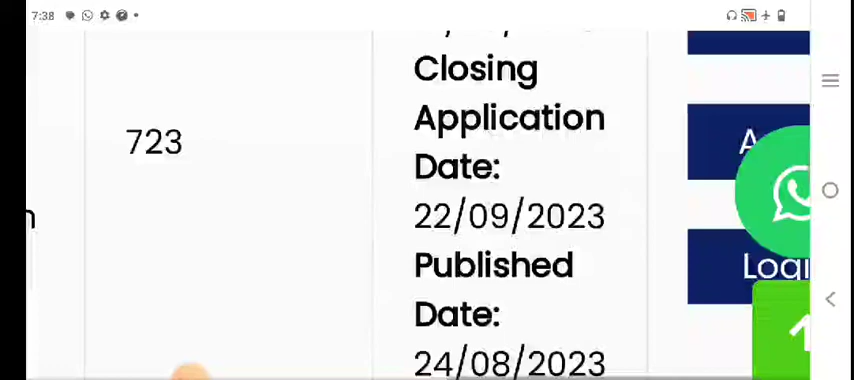 7:38
Closing
Application
723
Date:
22/09/2023
Published
Date:
24/08/2023